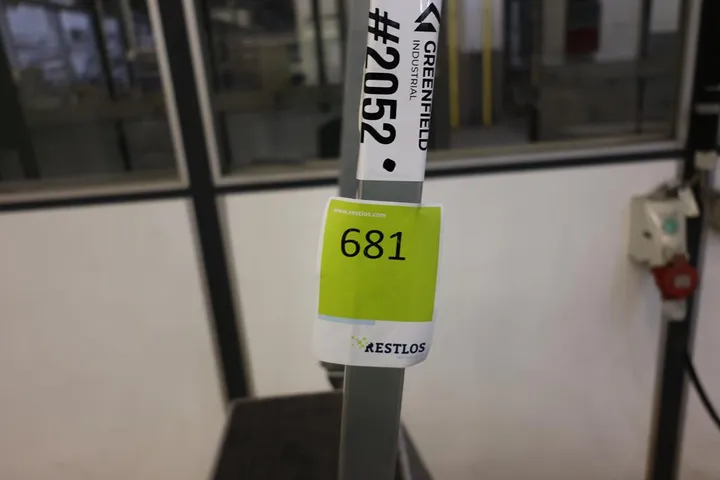 #2052 •
GREENFIELD
INDUSTRIAL
www.restlos.com
681
RESTLOS